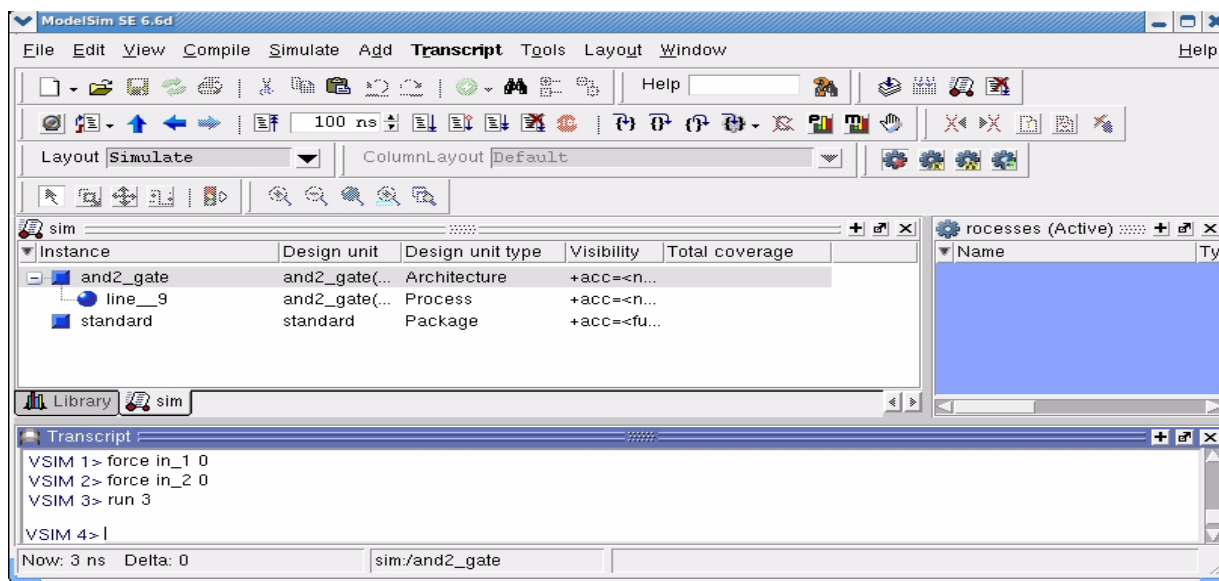 ModelSim SE 6.6d
File Edit View Compile Simulate Add Transcript Tools Layout Window Help
Help
100 ns
Layout Simulate ColumnLayout Default
sim
rocesses (Active)
Instance Design unit Design unit type Visibility Total coverage
Name Ty
and2_gate and2_gate(... Architecture +acc=<n...
line__9 and2_gate(... Process +acc=<n...
standard standard Package +acc=<fu...
Library sim
Transcript
VSIM 1> force in_1 0
VSIM 2> force in_2 0
VSIM 3> run 3
VSIM 4>
Now: 3 ns Delta: 0 sim:/and2_gate